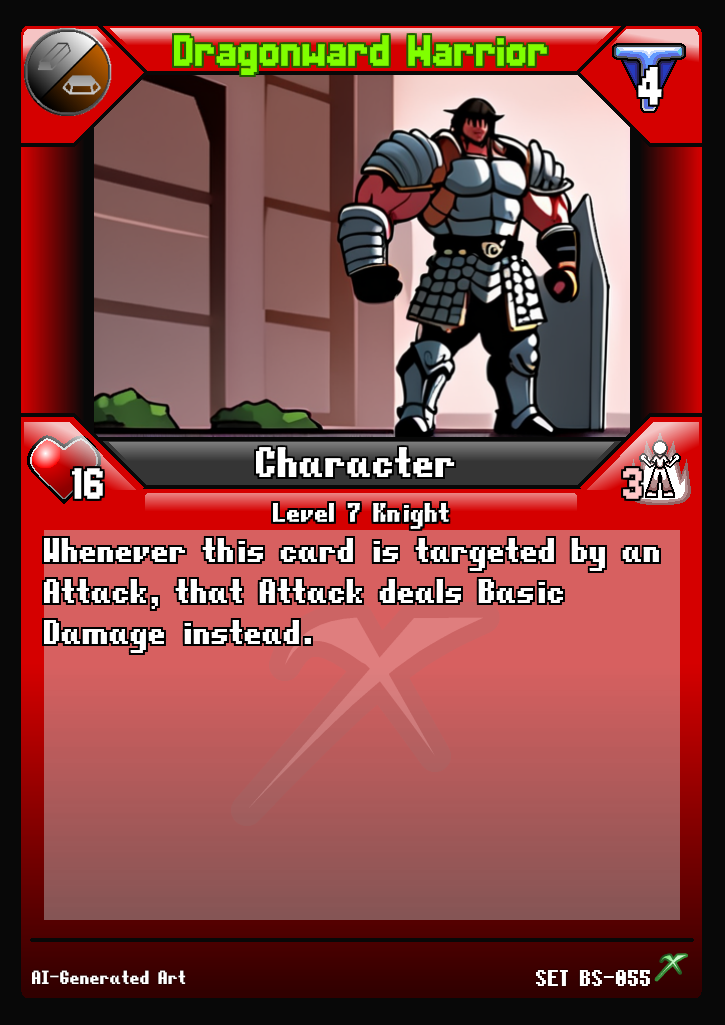 Dragonward Warrior
4
Character
16
3
Level 7 Knight
Whenever this card is targeted by an
Attack, that Attack deals Basic
Damage instead.
AI-Generated Art
SET BS-055